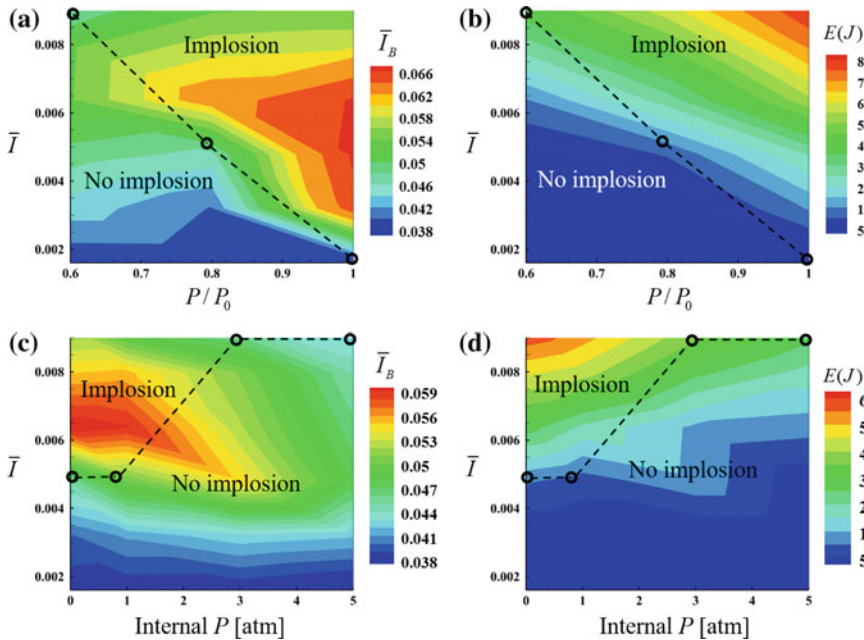 (a)
Implosion
No implosion
Ī
0.008
0.006
0.004
0.002
0.6 0.7 0.8 0.9 1
P / P₀
Ī_B
0.066
0.062
0.058
0.054
0.05
0.046
0.042
0.038
(b)
Implosion
No implosion
Ī
0.008
0.006
0.004
0.002
0.6 0.7 0.8 0.9 1
P / P₀
E(J)
8
7
6
5
4
3
2
1
5
(c)
Implosion
No implosion
Ī
0.008
0.006
0.004
0.002
0 1 2 3 4 5
Internal P [atm]
Ī_B
0.059
0.056
0.053
0.05
0.047
0.044
0.041
0.038
(d)
Implosion
No implosion
Ī
0.008
0.006
0.004
0.002
0 1 2 3 4 5
Internal P [atm]
E(J)
6
5
4
3
2
1
5